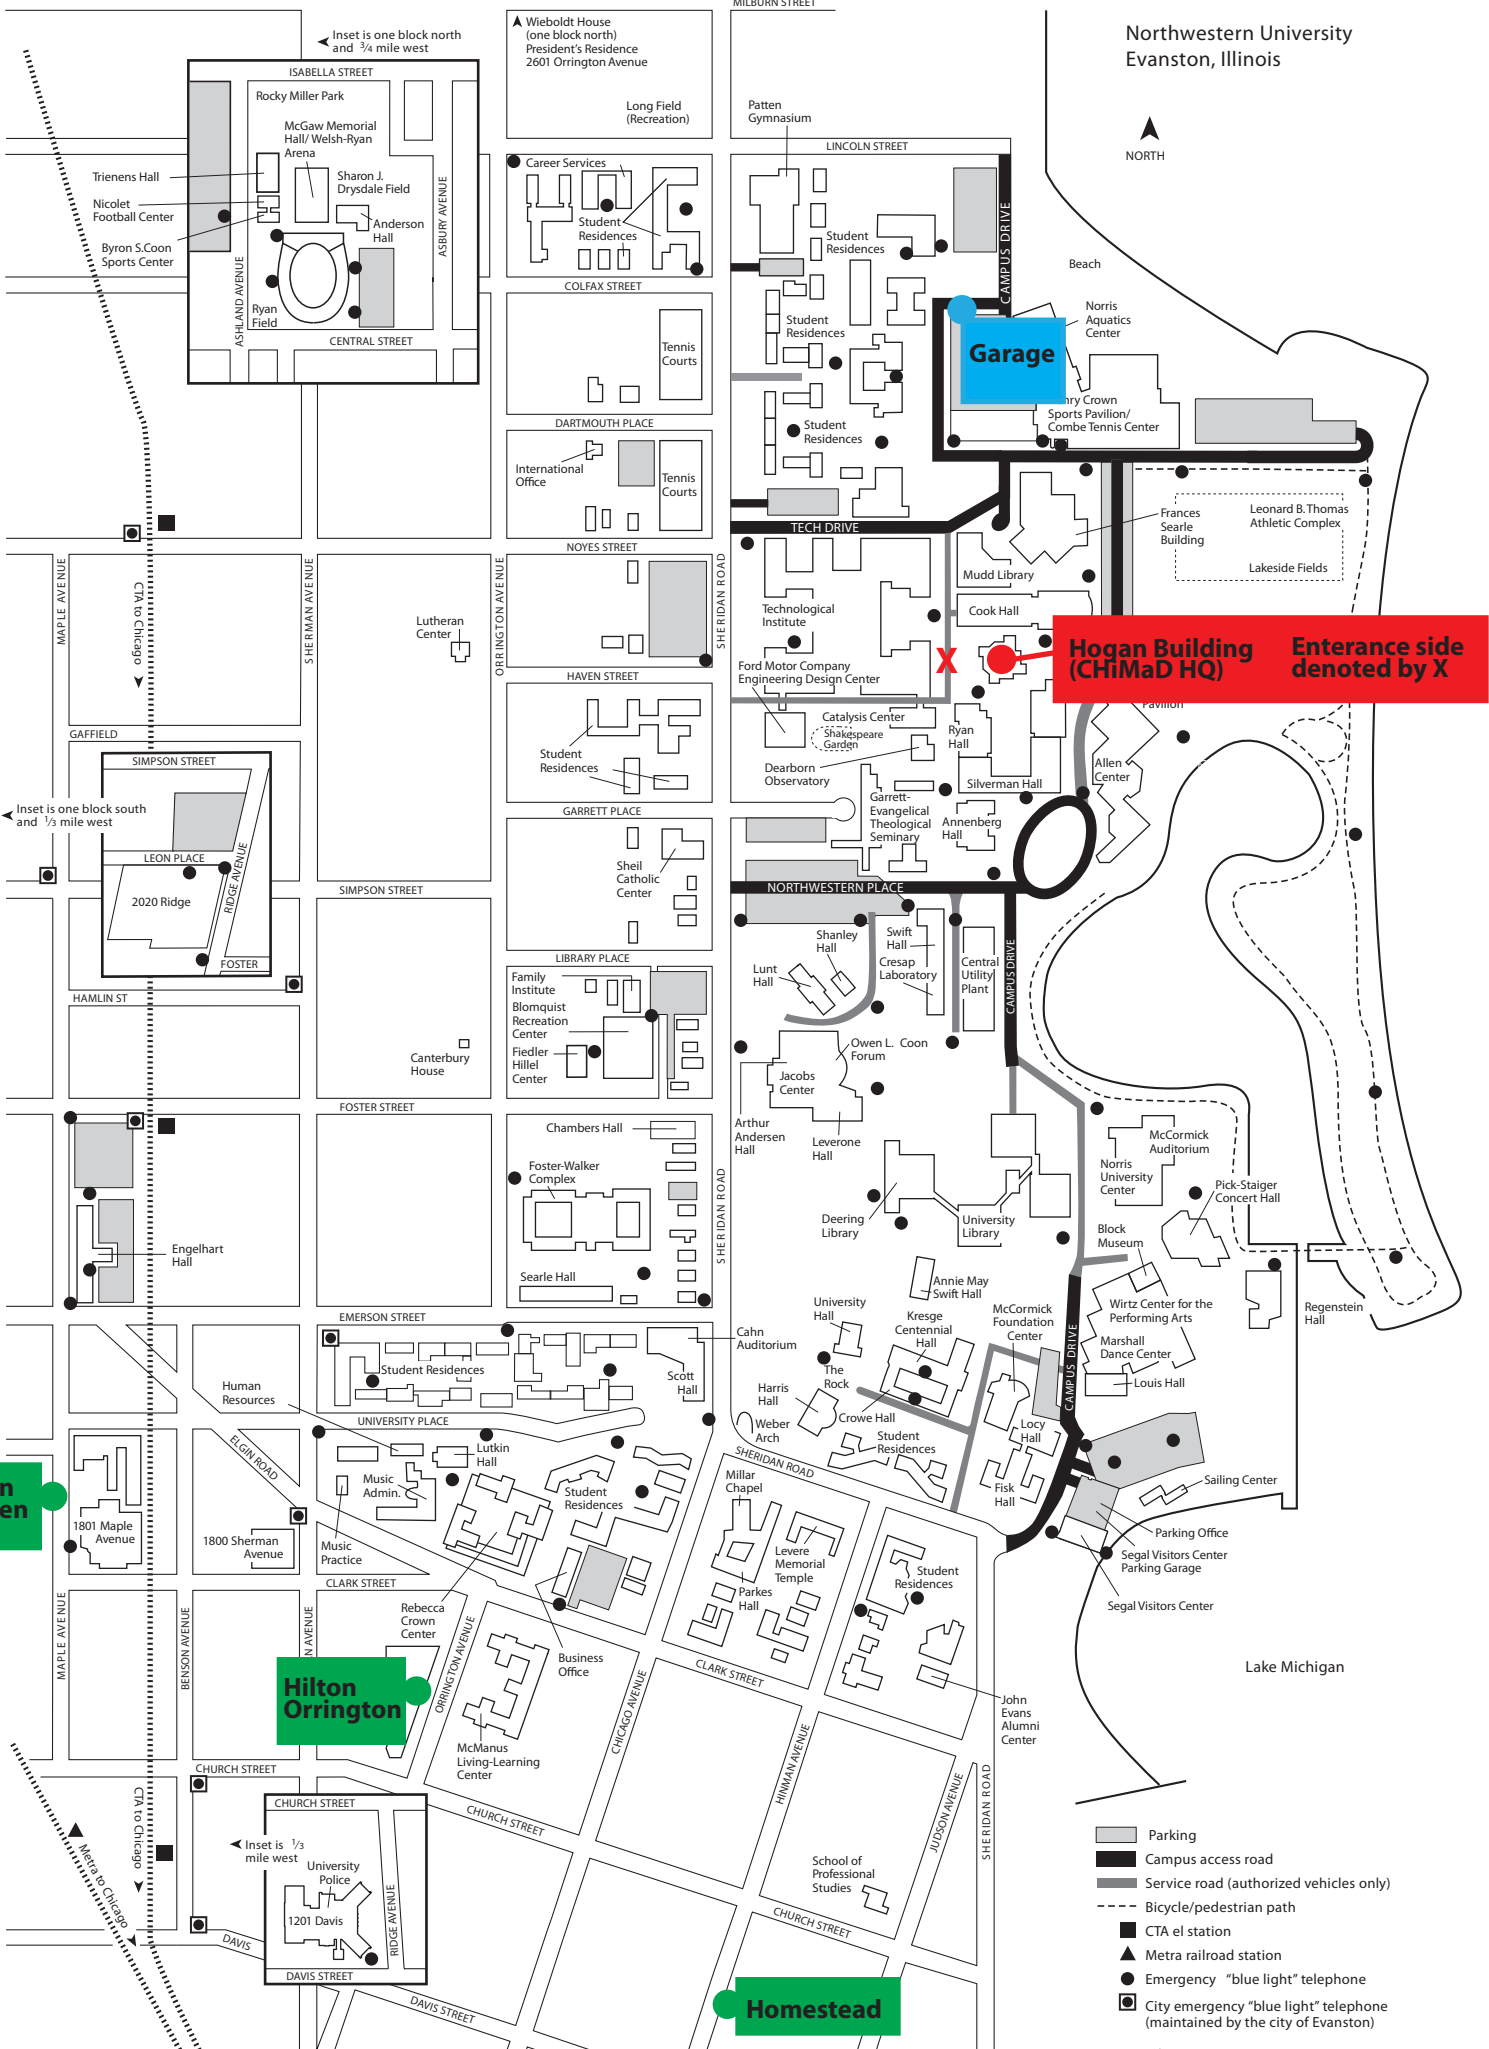 MILBURN STREET
Northwestern University
Evanston, Illinois
NORTH
Wieboldt House
(one block north)
President's Residence
2601 Orrington Avenue
Inset is one block north
and 3/4 mile west
ISABELLA STREET
Rocky Miller Park
McGaw Memorial
Hall/ Welsh-Ryan
Arena
Trienens Hall
Sharon J.
Drysdale Field
Nicolet
Football Center
Anderson
Hall
Byron S.Coon
Sports Center
ASBURY AVENUE
ASHLAND AVENUE
Ryan
Field
CENTRAL STREET
Long Field
(Recreation)
Patten
Gymnasium
LINCOLN STREET
Career Services
Student
Residences
Student
Residences
CAMPUS DRIVE
Beach
COLFAX STREET
Norris
Aquatics
Center
Student
Residences
Tennis
Courts
Garage
nry Crown
Sports Pavilion/
Combe Tennis Center
DARTMOUTH PLACE
Student
Residences
International
Office
Tennis
Courts
Frances
Searle
Building
Leonard B. Thomas
Athletic Complex
Lakeside Fields
TECH DRIVE
NOYES STREET
MAPLE AVENUE
CTA to Chicago
SHERMAN AVENUE
ORRINGTON AVENUE
SHERIDAN ROAD
Mudd Library
Technological
Institute
Cook Hall
Lutheran
Center
X
Hogan Building
(CHiMaD HQ)
Enterance side
denoted by X
Ford Motor Company
Engineering Design Center
HAVEN STREET
Pavilion
Catalysis Center
Shakespeare
Garden
Ryan
Hall
GAFFIELD
SIMPSON STREET
Student
Residences
Dearborn
Observatory
Allen
Center
Silverman Hall
Inset is one block south
and 1/3 mile west
GARRETT PLACE
Garrett-
Evangelical
Theological
Seminary
Annenberg
Hall
LEON PLACE
RIDGE AVENUE
2020 Ridge
FOSTER
Sheil
Catholic
Center
SIMPSON STREET
NORTHWESTERN PLACE
Shanley
Hall
Swift
Hall
LIBRARY PLACE
Lunt
Hall
Cresap
Laboratory
Central
Utility
Plant
CAMPUS DRIVE
Family
Institute
HAMLIN ST
Blomquist
Recreation
Center
Canterbury
House
Fiedler
Hillel
Center
Owen L. Coon
Forum
Jacobs
Center
FOSTER STREET
Arthur
Andersen
Hall
Leverone
Hall
Chambers Hall
McCormick
Auditorium
Foster-Walker
Complex
Norris
University
Center
Pick-Staiger
Concert Hall
SHERIDAN ROAD
Deering
Library
University
Library
Block
Museum
Engelhart
Hall
Searle Hall
Annie May
Swift Hall
University
Hall
Kresge
Centennial
Hall
McCormick
Foundation
Center
Wirtz Center for the
Performing Arts
Regenstein
Hall
EMERSON STREET
Cahn
Auditorium
Marshall
Dance Center
Student Residences
Scott
Hall
The
Rock
CAMPUS DRIVE
Louis Hall
Human
Resources
Harris
Hall
UNIVERSITY PLACE
Weber
Arch
Crowe Hall
Locy
Hall
Student
Residences
ELGIN ROAD
Lutkin
Hall
SHERIDAN ROAD
Music
Admin.
Millar
Chapel
Sailing Center
Student
Residences
Fisk
Hall
n
en
1801 Maple
Avenue
1800 Sherman
Avenue
Music
Practice
Parking Office
Levere
Memorial
Temple
Segal Visitors Center
Parking Garage
CLARK STREET
Student
Residences
Parkes
Hall
Rebecca
Crown
Center
Segal Visitors Center
MAPLE AVENUE
BENSON AVENUE
N AVENUE
ORRINGTON AVENUE
Business
Office
CLARK STREET
Lake Michigan
Hilton
Orrington
CHICAGO AVENUE
John
Evans
Alumni
Center
McManus
Living-Learning
Center
HINMAN AVENUE
CHURCH STREET
JUDSON AVENUE
SHERIDAN ROAD
CTA to Chicago
CHURCH STREET
CHURCH STREET
Metra to Chicago
Inset is 1/3
mile west
University
Police
1201 Davis
RIDGE AVENUE
School of
Professional
Studies
CHURCH STREET
DAVIS
DAVIS STREET
DAVIS STREET
Homestead
Parking
Campus access road
Service road (authorized vehicles only)
Bicycle/pedestrian path
CTA el station
Metra railroad station
Emergency "blue light" telephone
City emergency "blue light" telephone
(maintained by the city of Evanston)